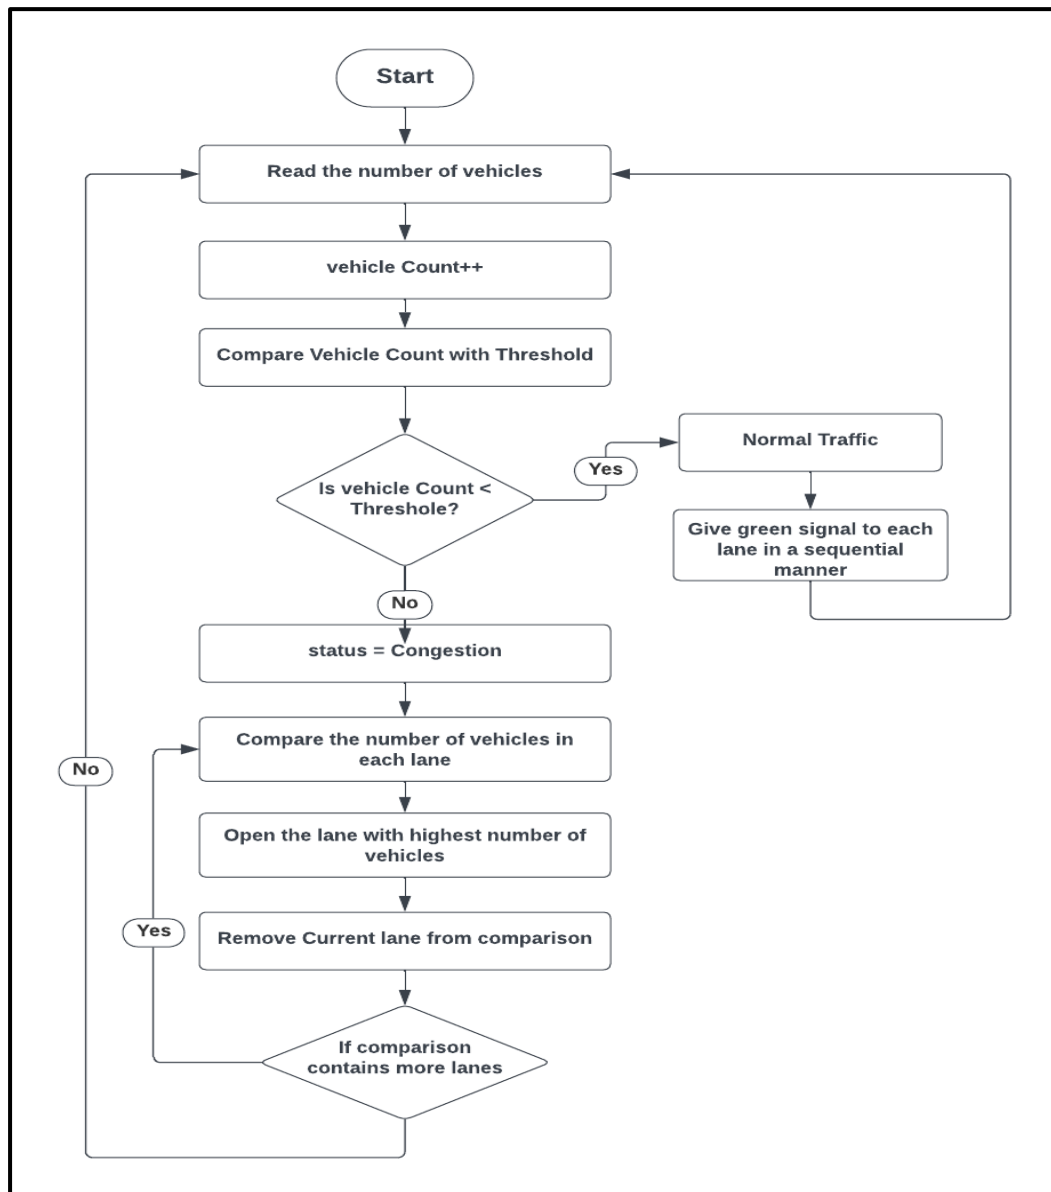 Start
Read the number of vehicles
vehicle Count++
Compare Vehicle Count with Threshold
Is vehicle Count <
Threshole?
Yes
Normal Traffic
Give green signal to each
lane in a sequential
manner
No
status = Congestion
Compare the number of vehicles in
each lane
Open the lane with highest number of
vehicles
Remove Current lane from comparison
If comparison
contains more lanes
Yes
No